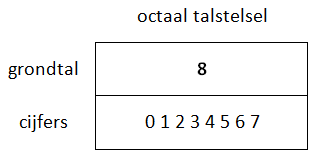 octaal talstelsel
grondtal 8
cijfers 0 1 2 3 4 5 6 7